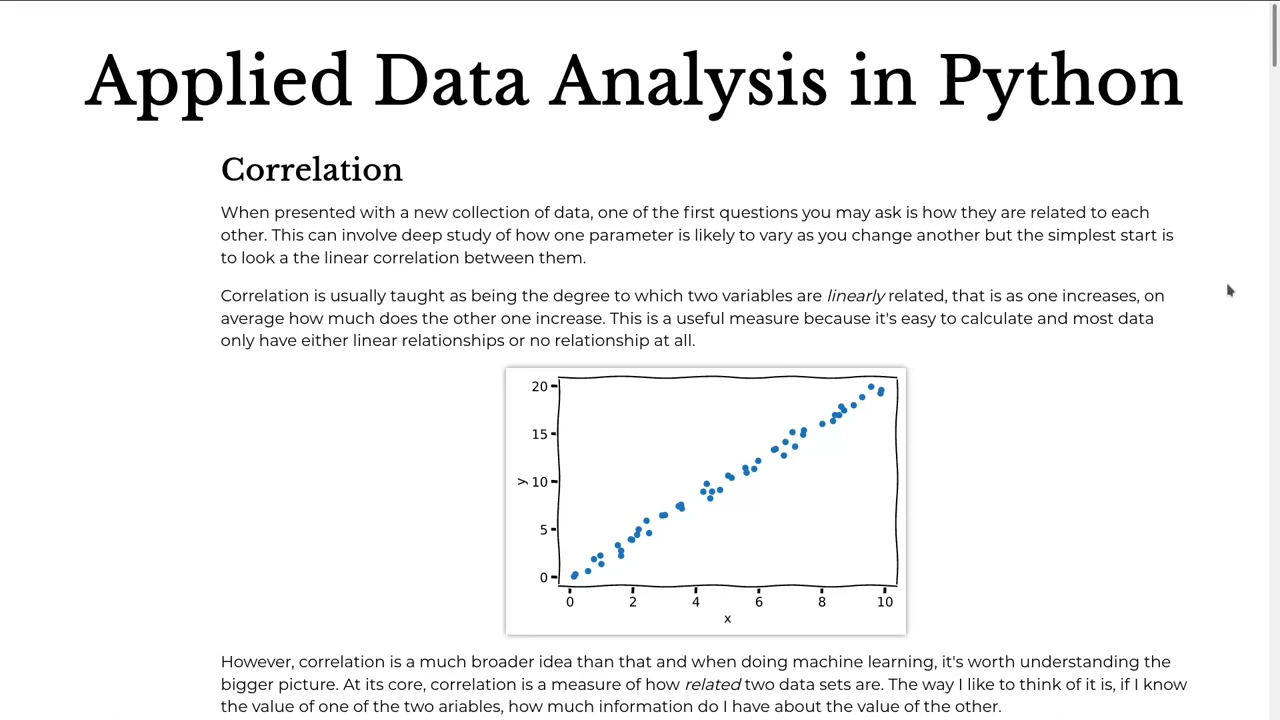 Applied Data Analysis in Python
Correlation
When presented with a new collection of data, one of the first questions you may ask is how they are related to each
other. This can involve deep study of how one parameter is likely to vary as you change another but the simplest start is
to look a the linear correlation between them.
Correlation is usually taught as being the degree to which two variables are linearly related, that is as one increases, on
average how much does the other one increase. This is a useful measure because it's easy to calculate and most data
only have either linear relationships or no relationship at all.
20
15
y 10
5
0
0 2 4 6 8 10
x
However, correlation is a much broader idea than that and when doing machine learning, it's worth understanding the
bigger picture. At its core, correlation is a measure of how related two data sets are. The way I like to think of it is, if I know
the value of one of the two ariables, how much information do I have about the value of the other.